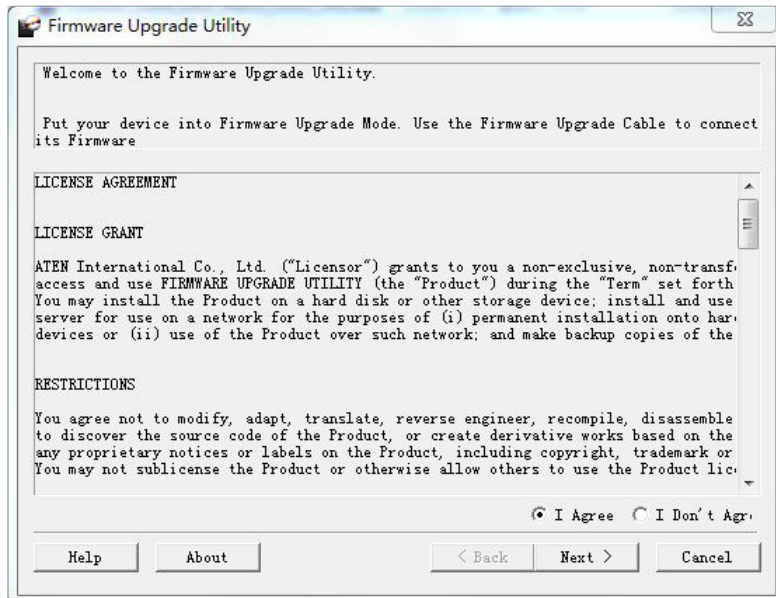 Firmware Upgrade Utility
Welcome to the Firmware Upgrade Utility.
Put your device into Firmware Upgrade Mode. Use the Firmware Upgrade Cable to connect
its Firmware
LICENSE AGREEMENT
LICENSE GRANT
ATEN International Co., Ltd. ("Licensor") grants to you a non-exclusive, non-transf
access and use FIRMWARE UPGRADE UTILITY (the "Product") during the "Term" set forth
You may install the Product on a hard disk or other storage device; install and use
server for use on a network for the purposes of (i) permanent installation onto har
devices or (ii) use of the Product over such network; and make backup copies of the
RESTRICTIONS
You agree not to modify, adapt, translate, reverse engineer, recompile, disassemble
to discover the source code of the Product, or create derivative works based on the
any proprietary notices or labels on the Product, including copyright, trademark or
You may not sublicense the Product or otherwise allow others to use the Product lic
I Agree I Don't Agr
Help About < Back Next > Cancel